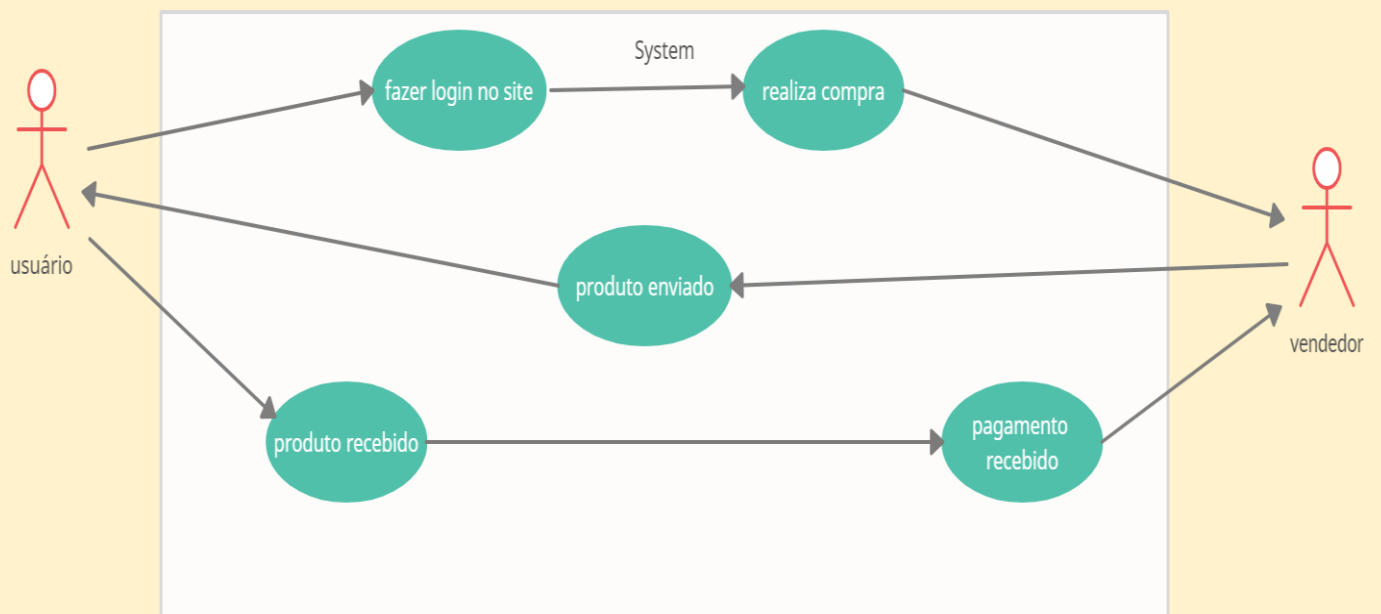 System
fazer login no site
realiza compra
usuário
produto enviado
vendedor
produto recebido
pagamento
recebido